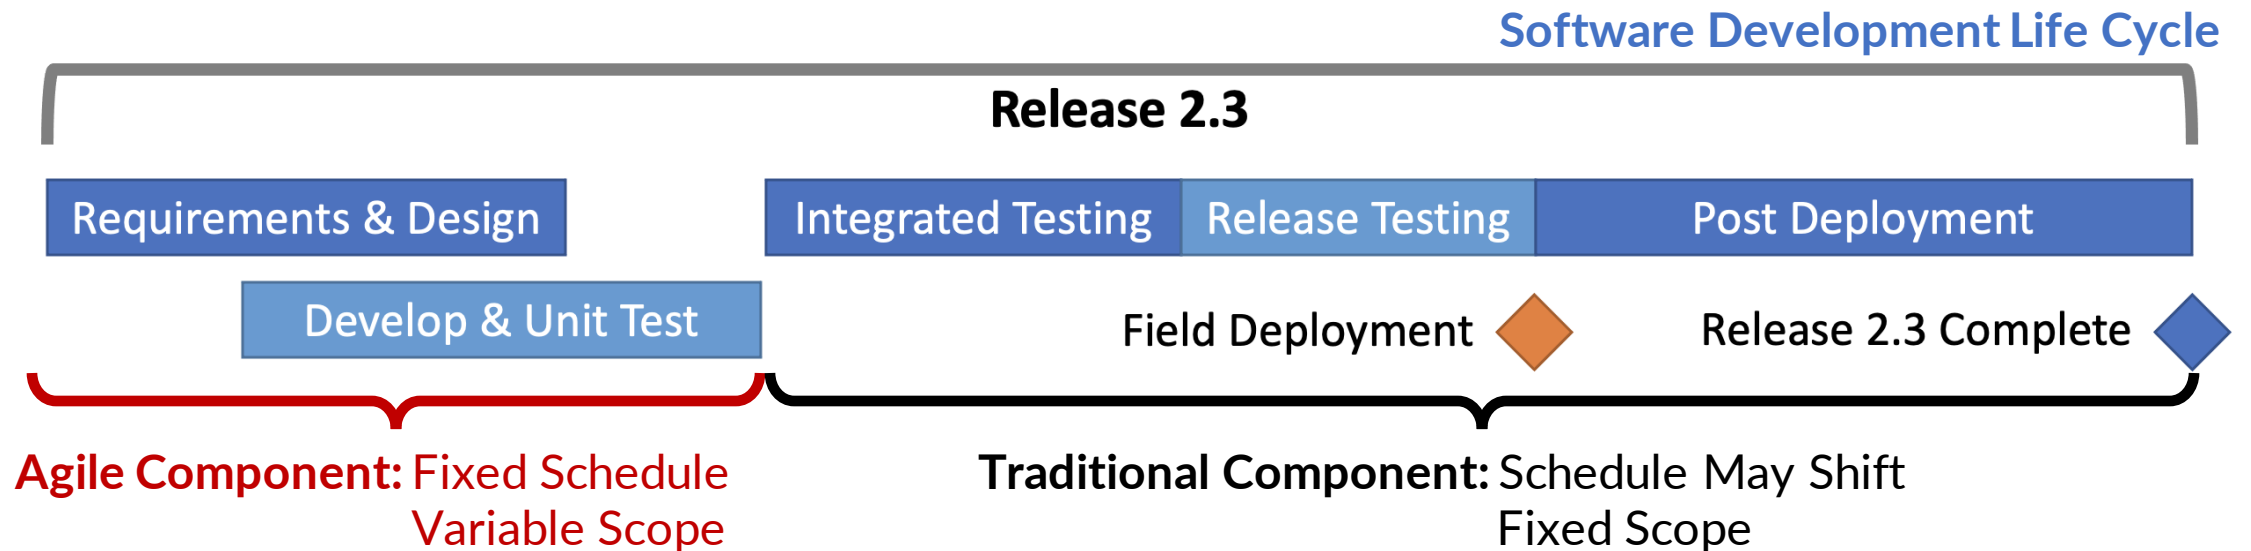 Software Development Life Cycle
Release 2.3
Requirements & Design
Integrated Testing
Release Testing
Post Deployment
Develop & Unit Test
Field Deployment
Release 2.3 Complete
Agile Component: Fixed Schedule
Variable Scope
Traditional Component: Schedule May Shift
Fixed Scope